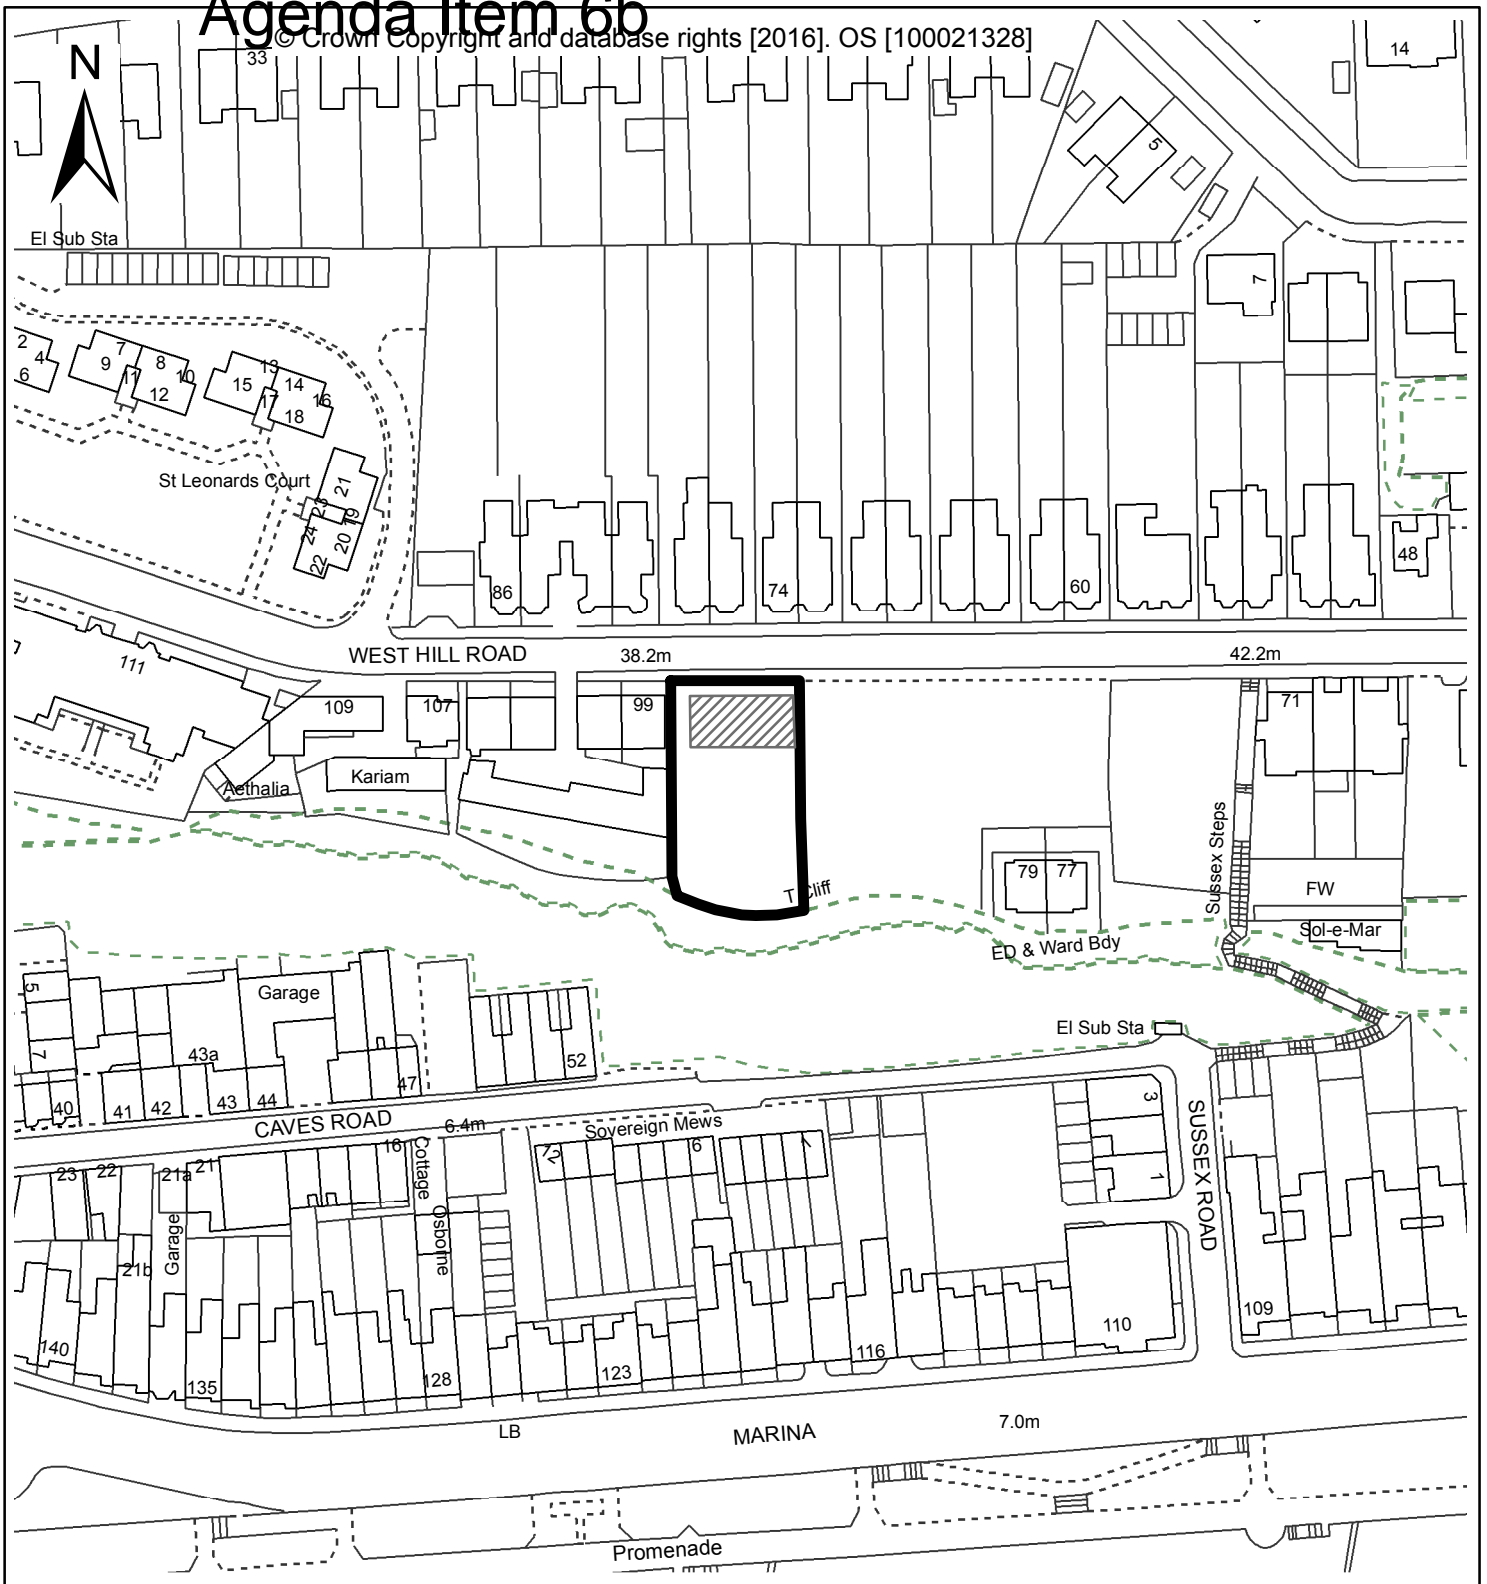 Agenda Item 6b
© Crown Copyright and database rights [2016]. OS [100021328]
N
33
14
5
El Sub Sta
7
2
4
6
7
9
11
8
10
12
13
15
17
14
16
18
St Leonards Court
21
23
19
24
20
22
86
74
60
48
WEST HILL ROAD
38.2m
42.2m
111
109
107
99
71
Aethalia
Kariam
Sussex Steps
79
77
T Cliff
FW
Sol-e-Mar
ED & Ward Bdy
5
Garage
El Sub Sta
7
43a
52
47
40
41
42
43
44
CAVES ROAD
6.4m
Sovereign Mews
3
SUSSEX ROAD
16
Cottage
Osborne
12
6
1
23
22
21a
21
1
Garage
21b
109
140
110
116
135
128
123
LB
MARINA
7.0m
Promenade